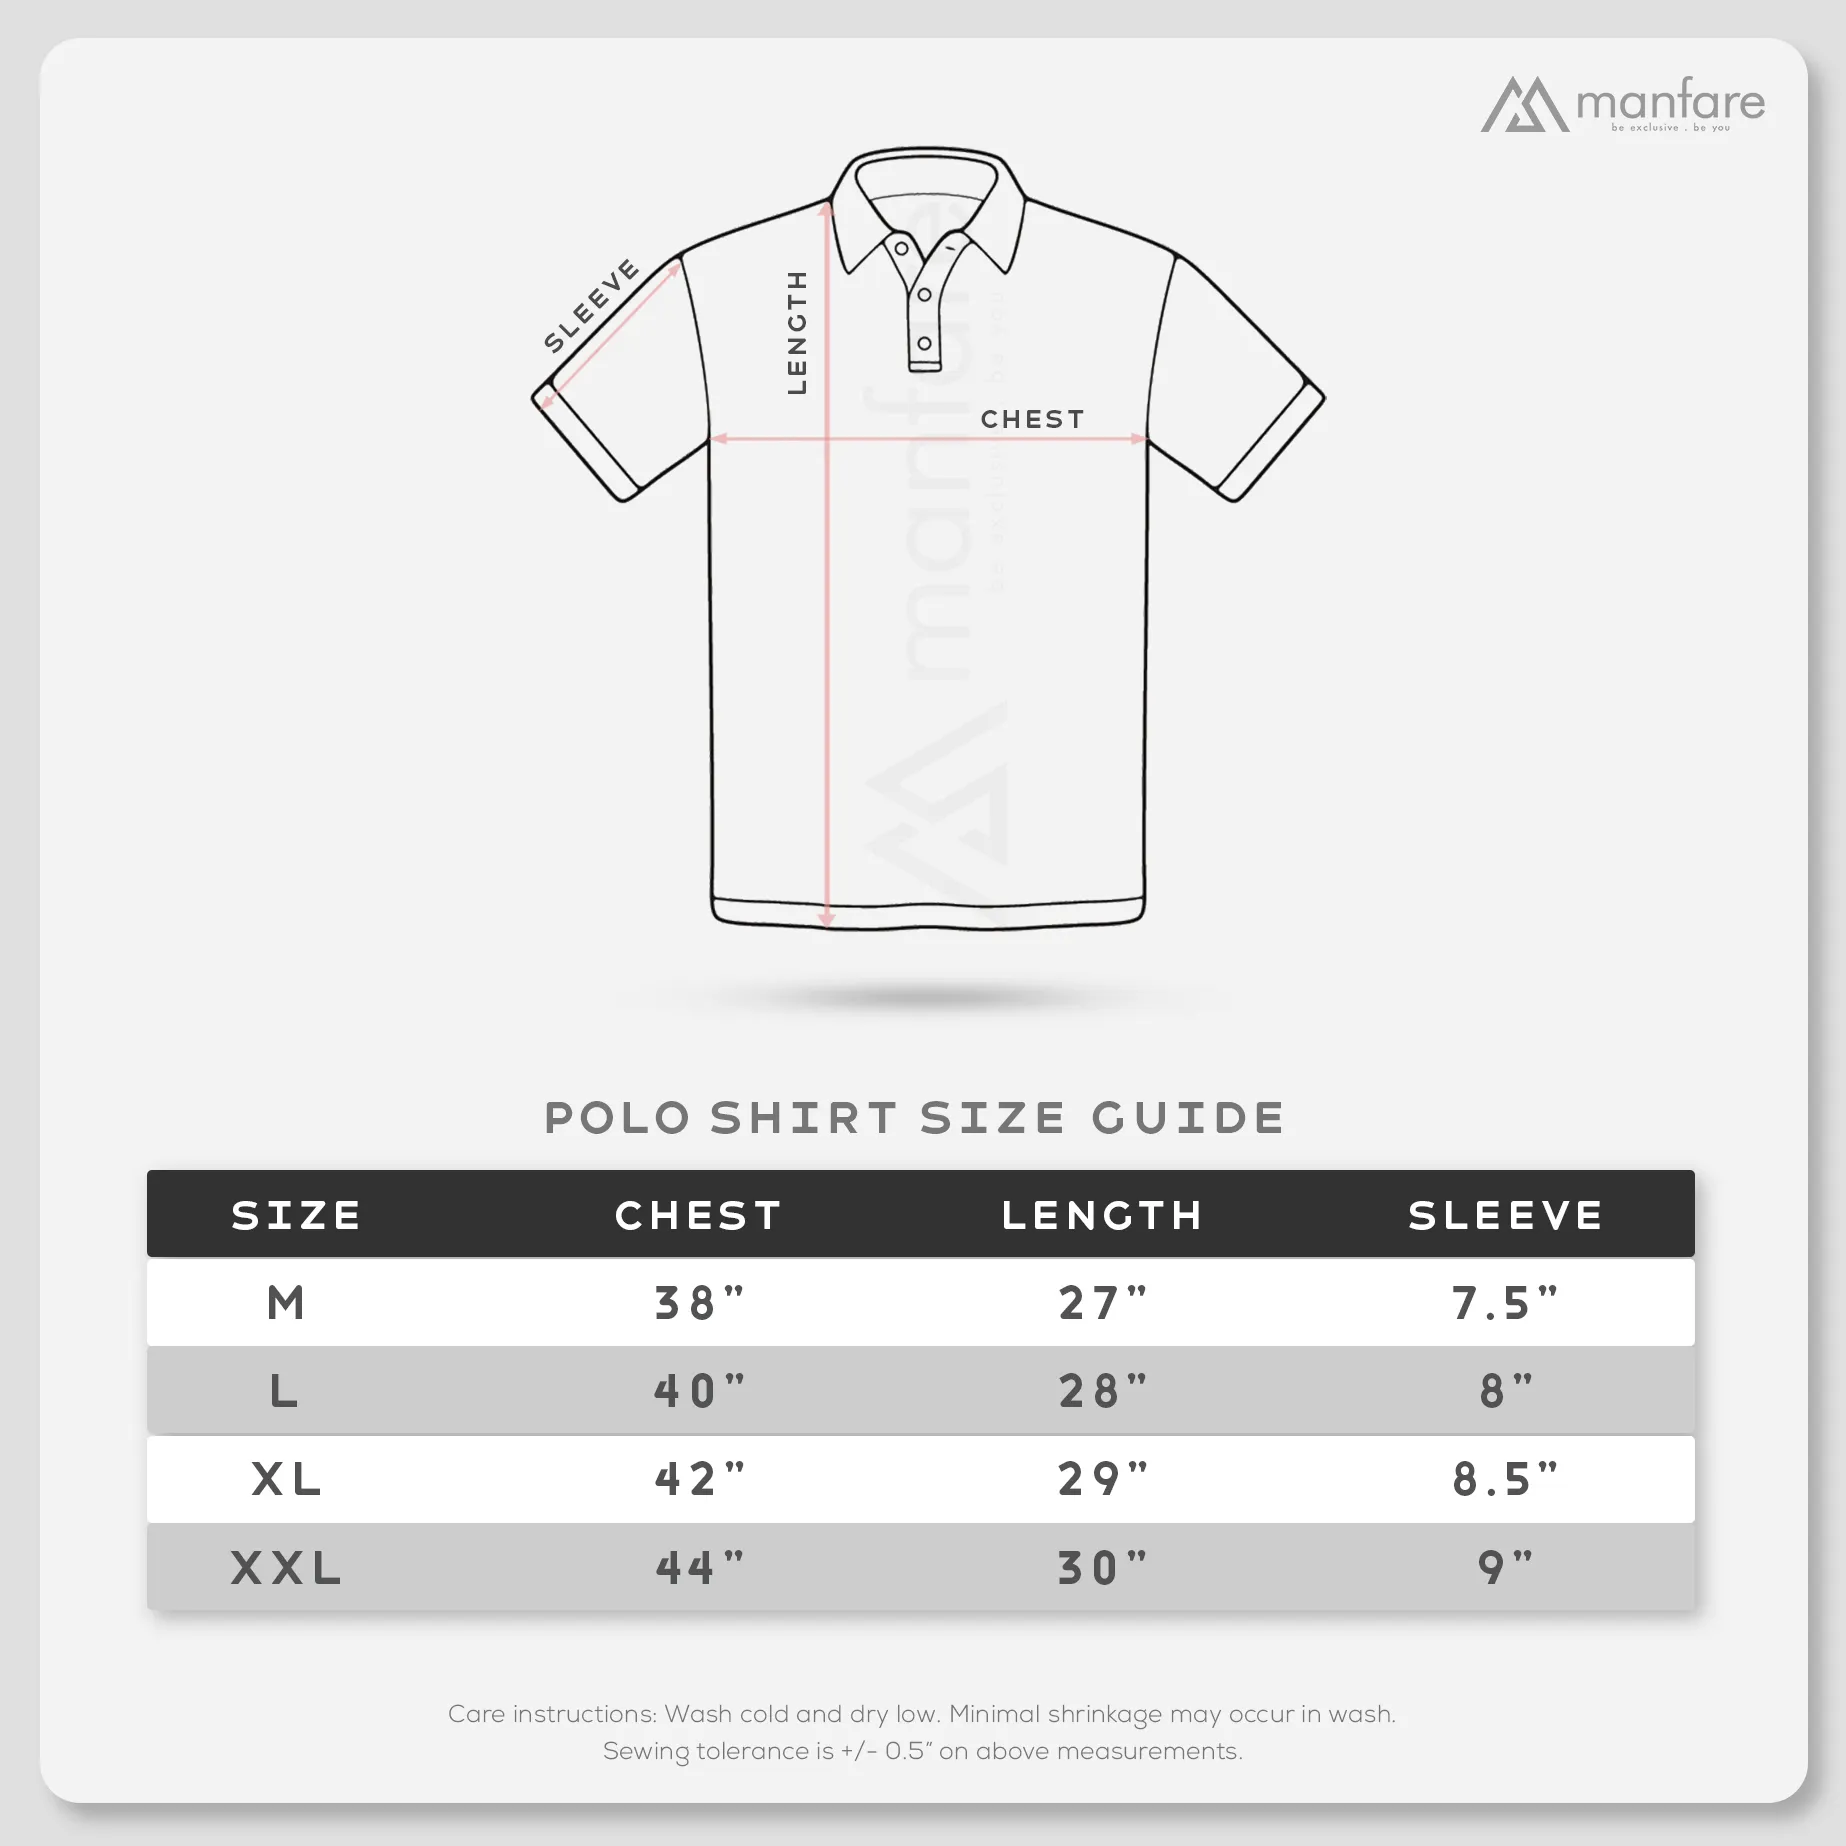 manfare
be exclusive . be you
SLEEVE
LENGTH
CHEST
manfare
be exclusive . be you
POLO SHIRT SIZE GUIDE
SIZE CHEST LENGTH SLEEVE
M 38” 27” 7.5”
L 40” 28” 8”
XL 42” 29” 8.5”
XXL 44” 30” 9”
Care instructions: Wash cold and dry low. Minimal shrinkage may occur in wash.
Sewing tolerance is +/- 0.5” on above measurements.